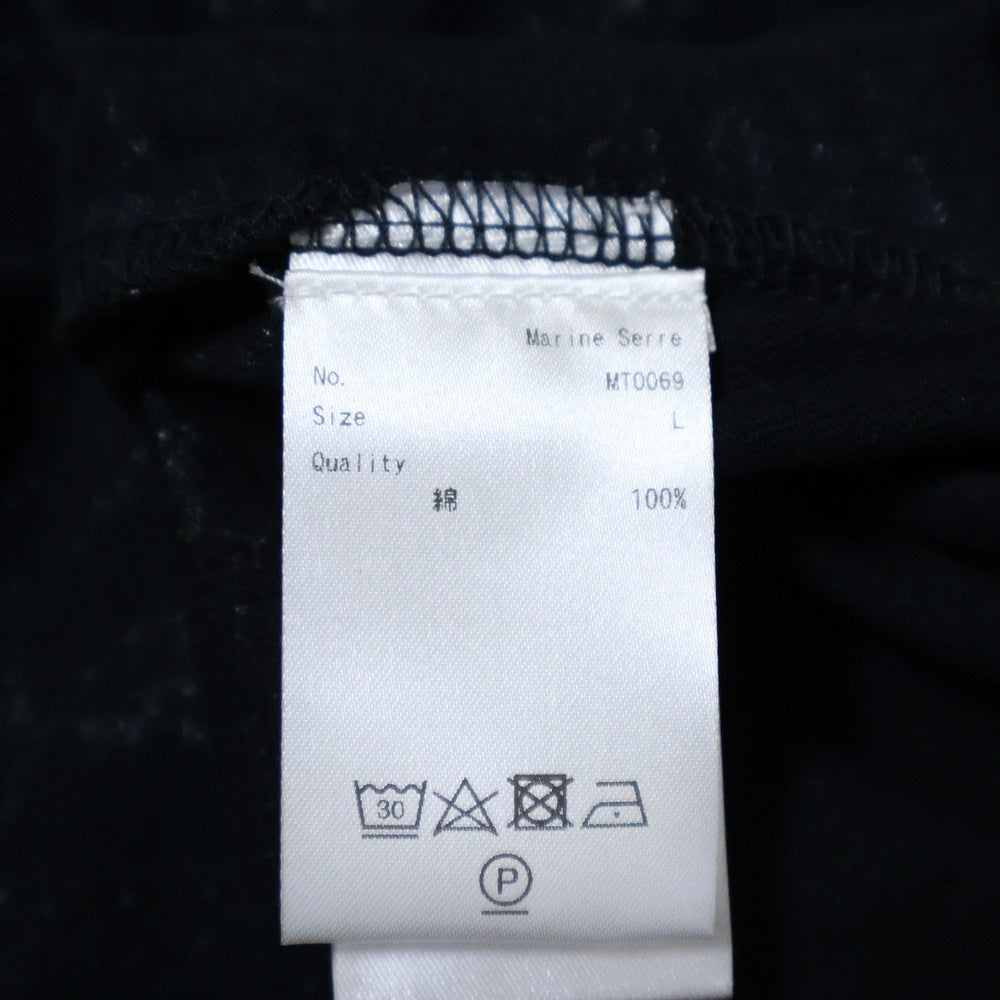 Marine Serre
No. MT0069
Size L
Quality
綿 100%
30
P